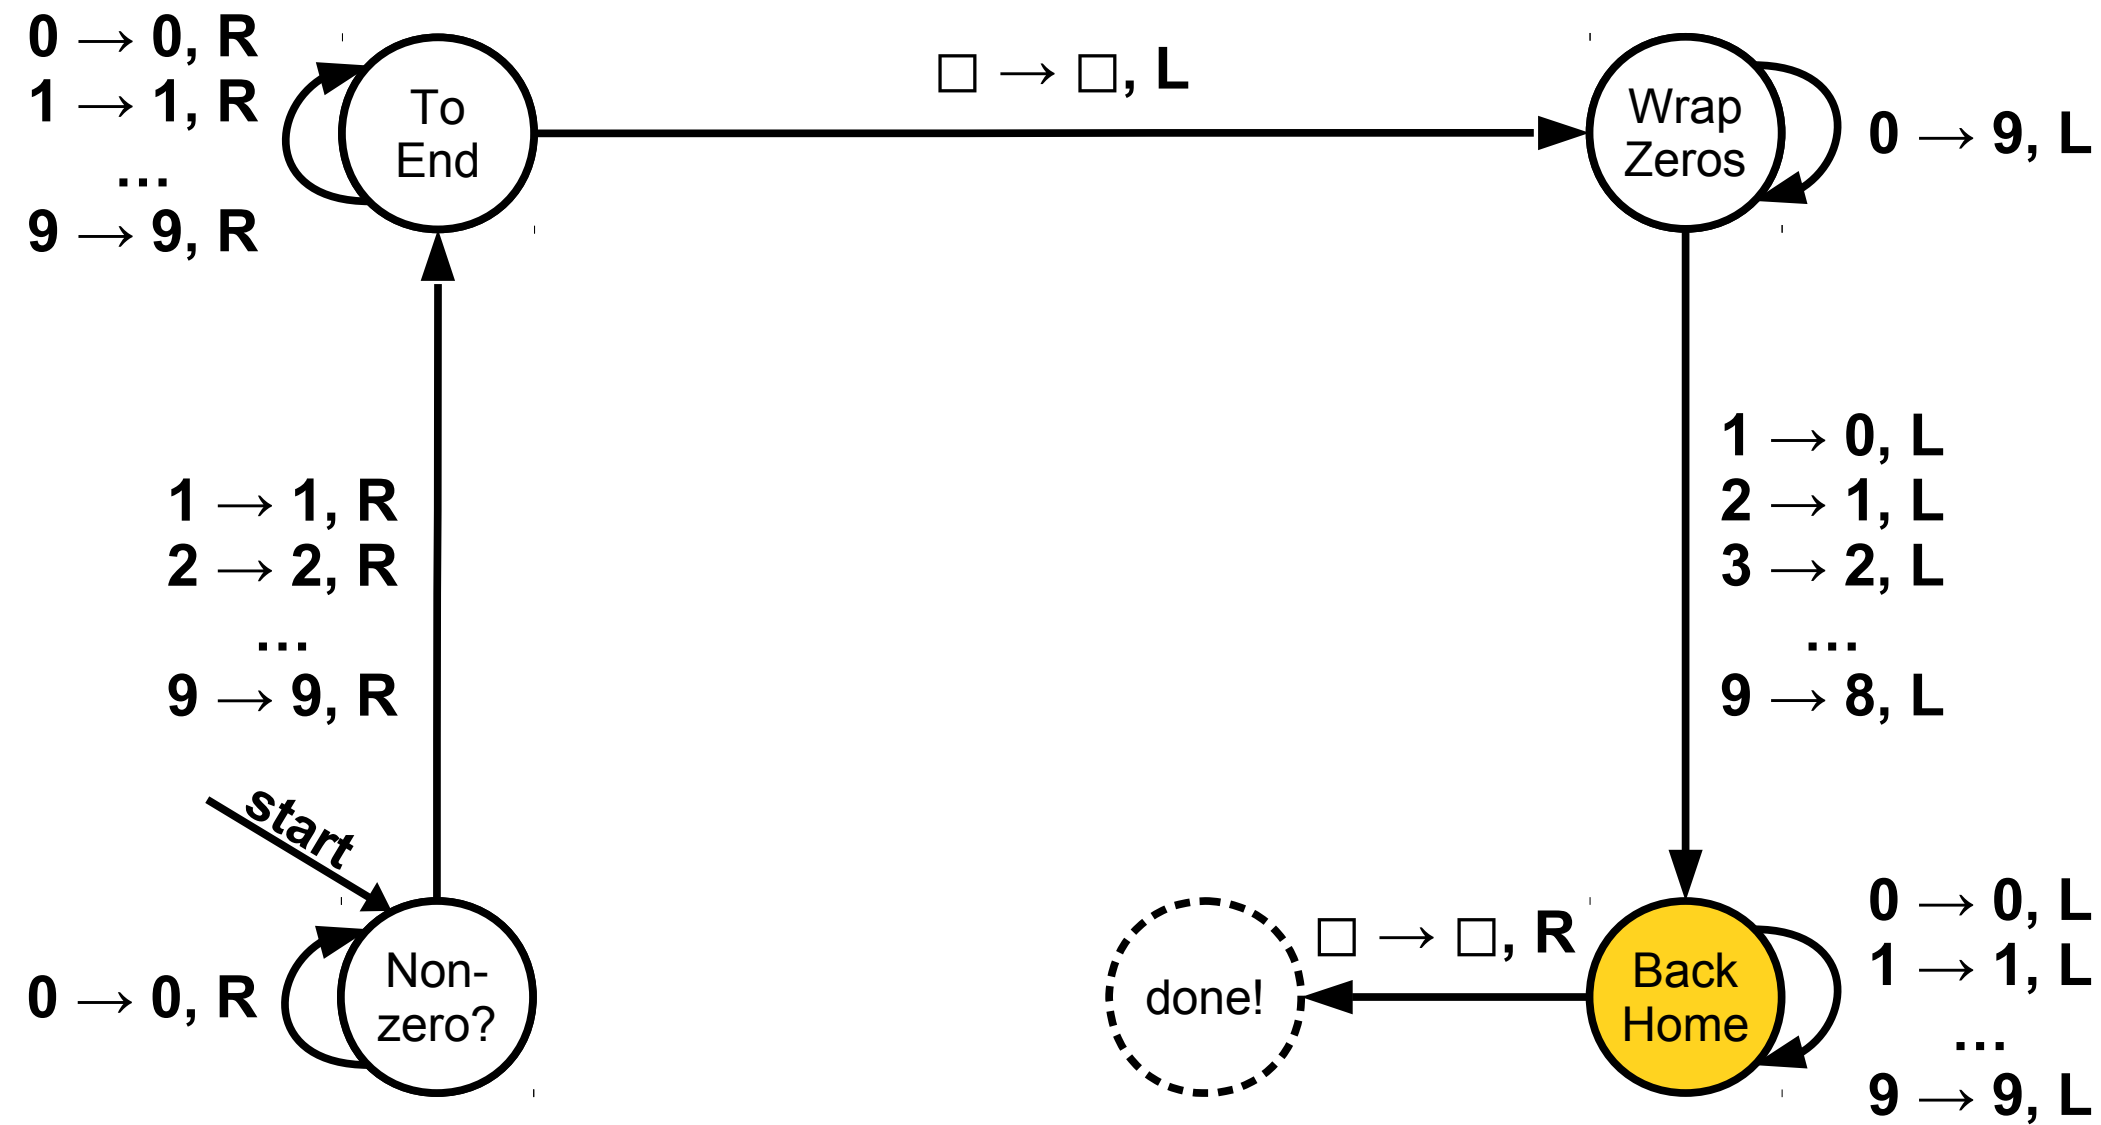 0 → 0, R
1 → 1, R
...
9 → 9, R
To
End
□ → □, L
Wrap
Zeros
0 → 9, L
1 → 1, R
2 → 2, R
...
9 → 9, R
1 → 0, L
2 → 1, L
3 → 2, L
...
9 → 8, L
start
0 → 0, R
Non-
zero?
done!
□ → □, R
Back
Home
0 → 0, L
1 → 1, L
...
9 → 9, L